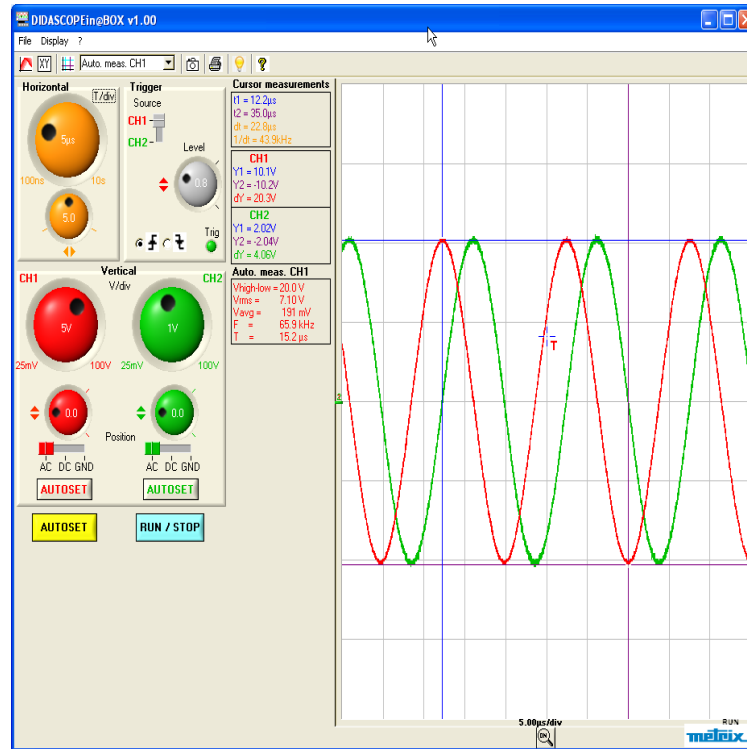 DIDASCOPEin@BOX v1.00
File Display ?
XY Auto. meas. CH1 ?
Horizontal
T/div
5µs
100ns 10s
5.0
Trigger
Source
CH1
CH2
Level
0.8
Trig
Cursor measurements
t1 = 12.2µs
t2 = 35.0µs
dt = 22.8µs
1/dt = 43.9kHz
CH1
Y1 = 10.1V
Y2 = -10.2V
dY = 20.3V
CH2
Y1 = 2.02V
Y2 = -2.04V
dY = 4.06V
Auto. meas. CH1
Vhigh-low = 20.0 V
Vrms = 7.10 V
Vavg = 191 mV
F = 65.9 kHz
T = 15.2 µs
Vertical
CH1 V/div CH2
5V 1V
25mV 100V 25mV 100V
0.0 0.0
Position
AC DC GND AC DC GND
AUTOSET AUTOSET
AUTOSET RUN / STOP
2
T
5.00µs/div RUN
metrix